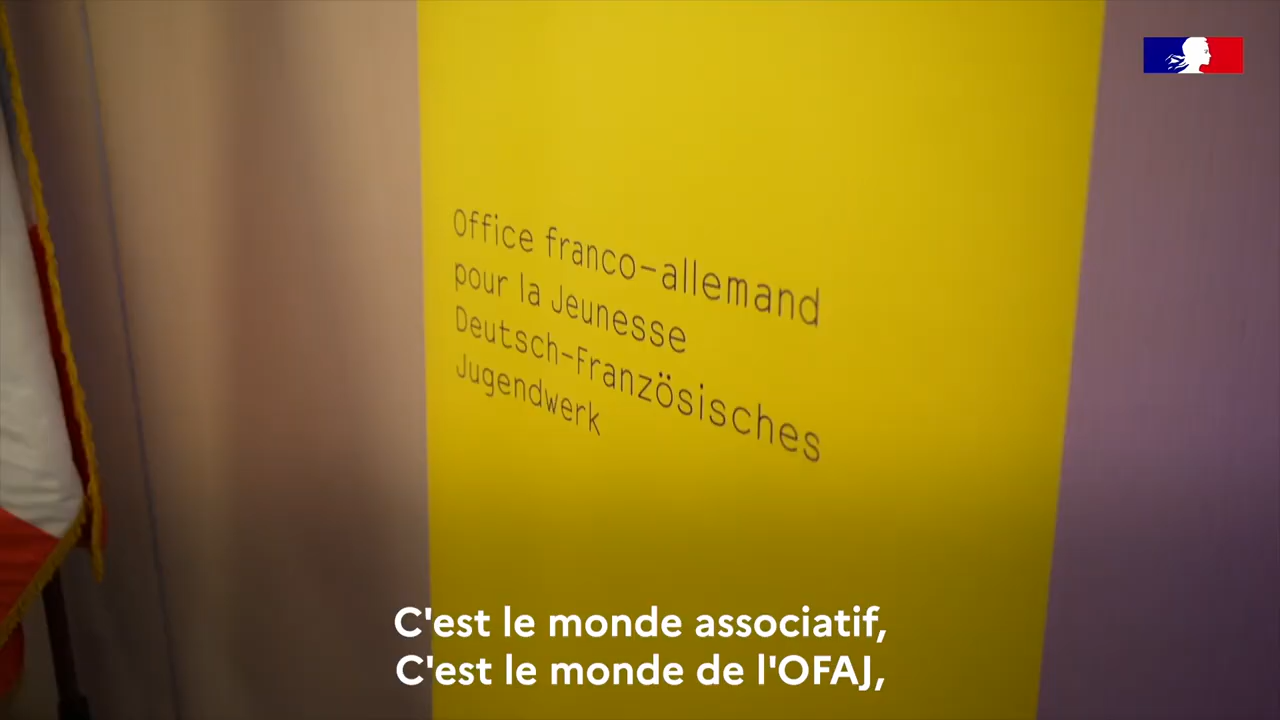 Office franco-allemand
pour la Jeunesse
Deutsch-Französisches
Jugendwerk
C'est le monde associatif,
C'est le monde de l'OFAJ,